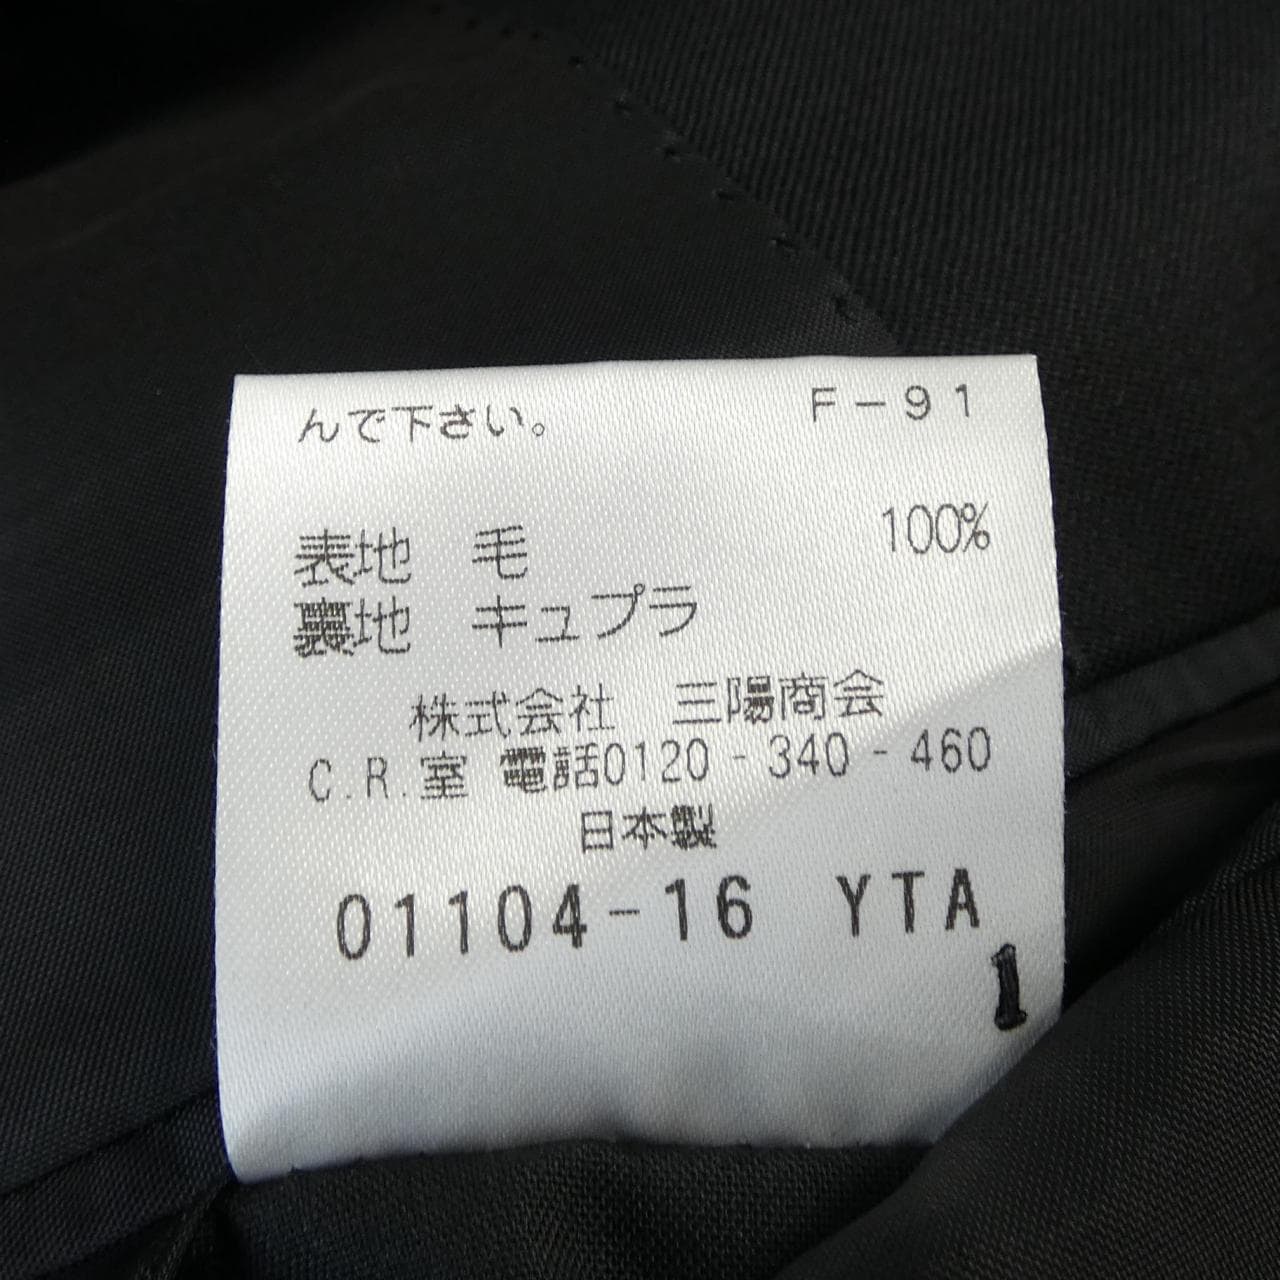 んで下さい。 F-91
表地 毛 100%
裏地 キュプラ
株式会社 三陽商会
C.R.室 電話0120-340-460
日本製
01104-16 YTA
1